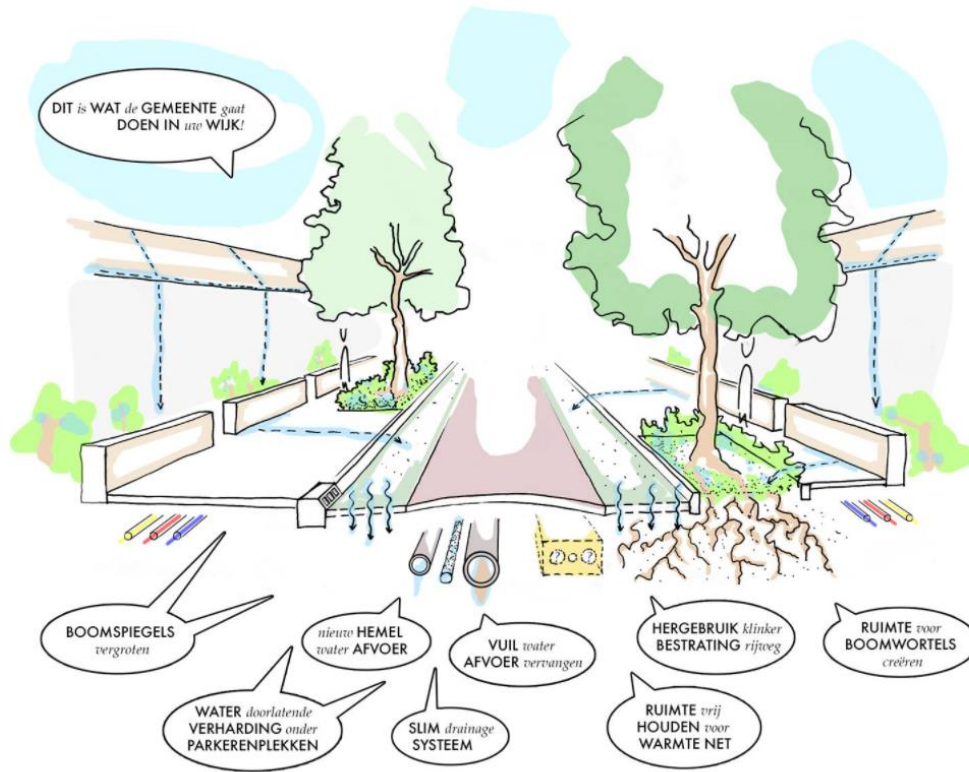 DIT is WAT de GEMEENTE gaat
DOEN IN uw WIJK!
BOOMSPIEGELS
vergroten
nieuw HEMEL
water AFVOER
VUIL water
AFVOER vervangen
HERGEBRUIK klinker
BESTRATING rijweg
RUIMTE voor
BOOMWORTELS
creëren
WATER doorlatende
VERHARDING onder
PARKERENPLEKKEN
SLIM drainage
SYSTEEM
RUIMTE vrij
HOUDEN voor
WARMTE NET